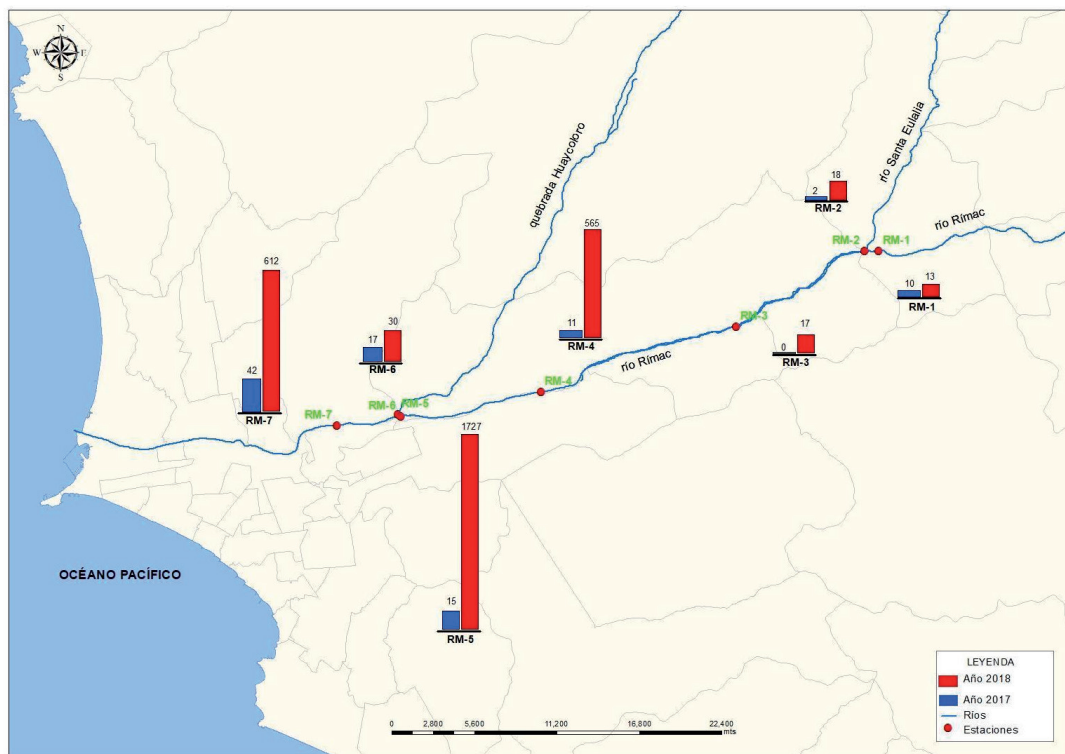 N
W E
S
quebrada Huaycoloro
río Santa Eulalia
río Rímac
2
18
RM-2
RM-2
RM-1
10
13
RM-1
565
11
RM-4
RM-3
0
17
RM-3
río Rímac
612
42
RM-7
17
30
RM-6
RM-4
RM-6
RM-5
RM-7
1727
15
RM-5
OCÉANO PACÍFICO
LEYENDA
Año 2018
Año 2017
Ríos
Estaciones
0 2,800 5,600 11,200 16,800 22,400
mts